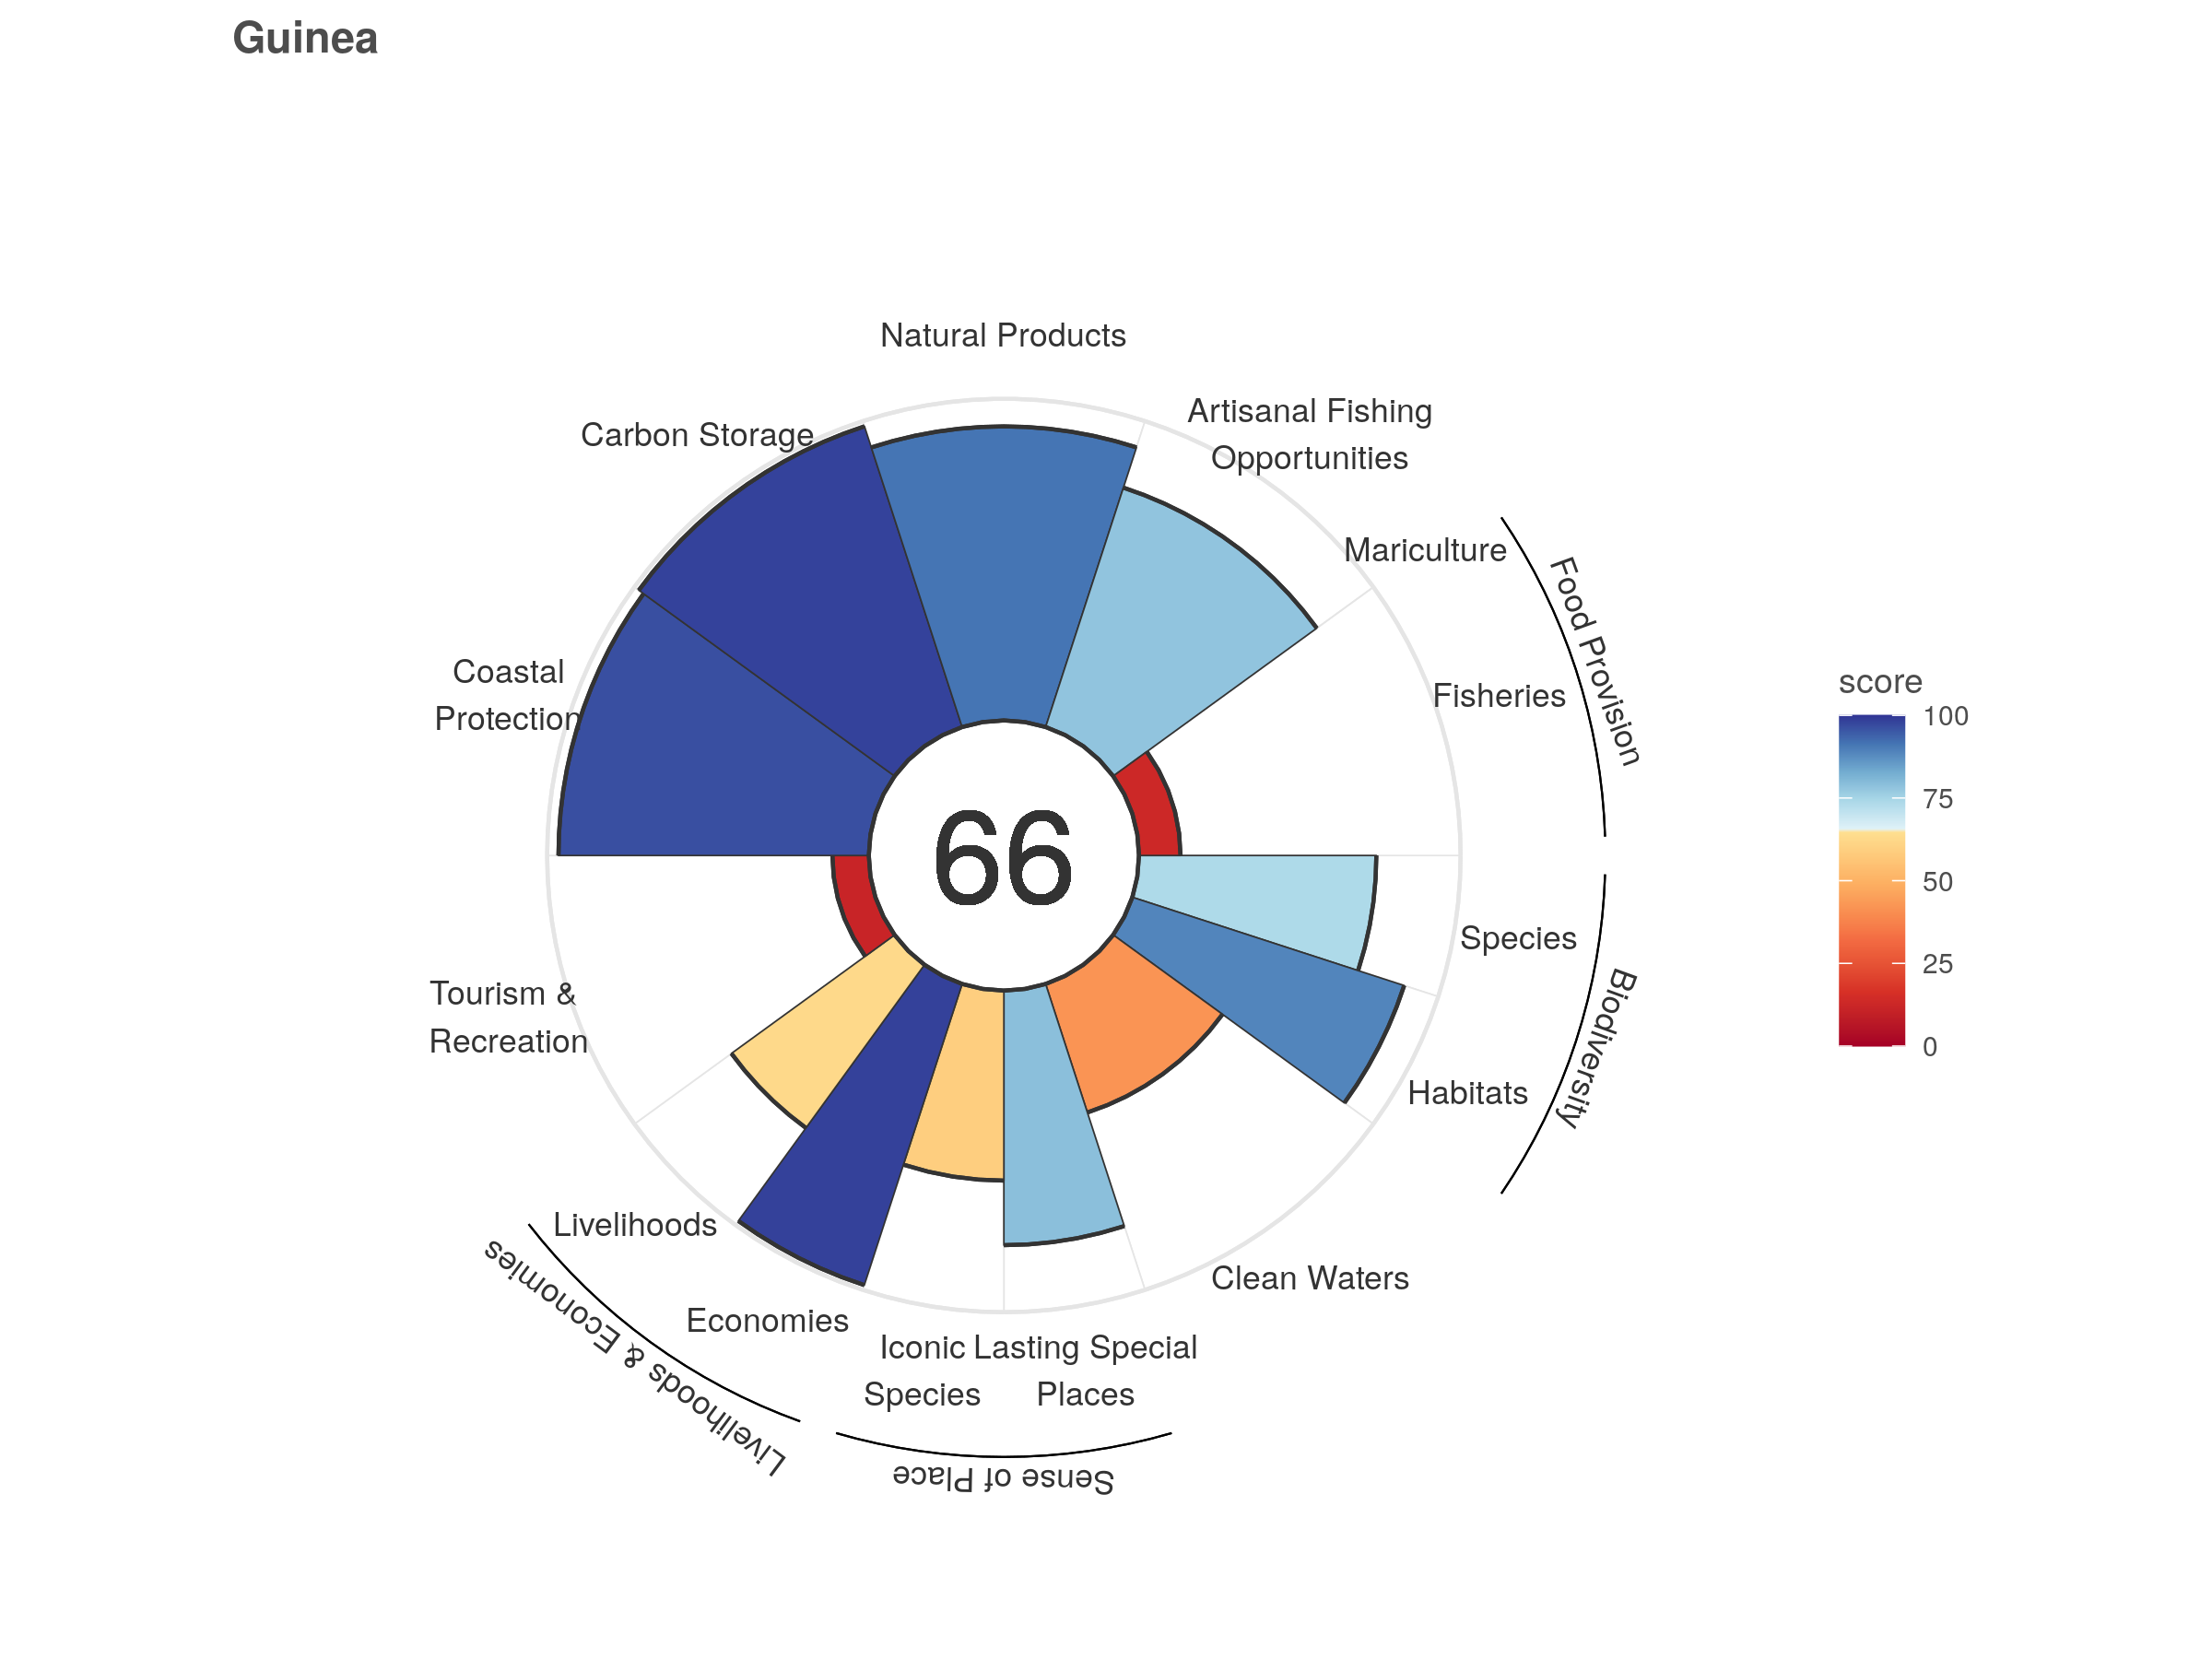 Guinea
Natural Products
Artisanal Fishing
Opportunities
Carbon Storage
Mariculture
Food Provision
Fisheries
Coastal
Protection
66
score
100
75
50
25
0
Species
Biodiversity
Habitats
Tourism &
Recreation
Livelihoods
Livelihoods & Economies
Economies
Clean Waters
Iconic
Species
Lasting Special
Places
Sense of Place